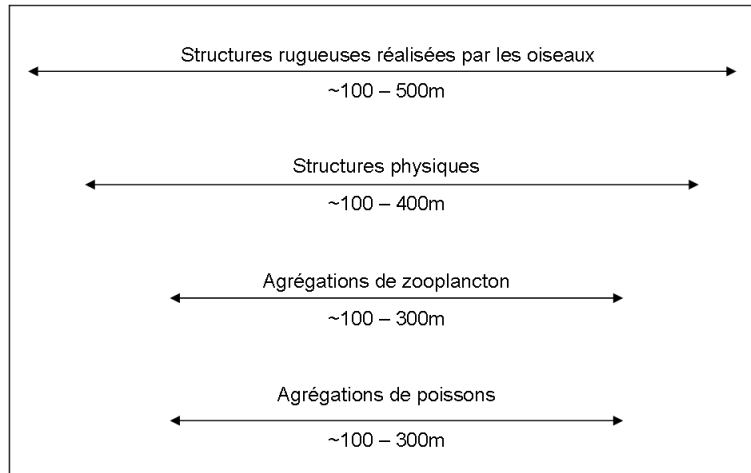 Structures rugueuses réalisées par les oiseaux
~100 – 500m
Structures physiques
~100 – 400m
Agrégations de zooplancton
~100 – 300m
Agrégations de poissons
~100 – 300m